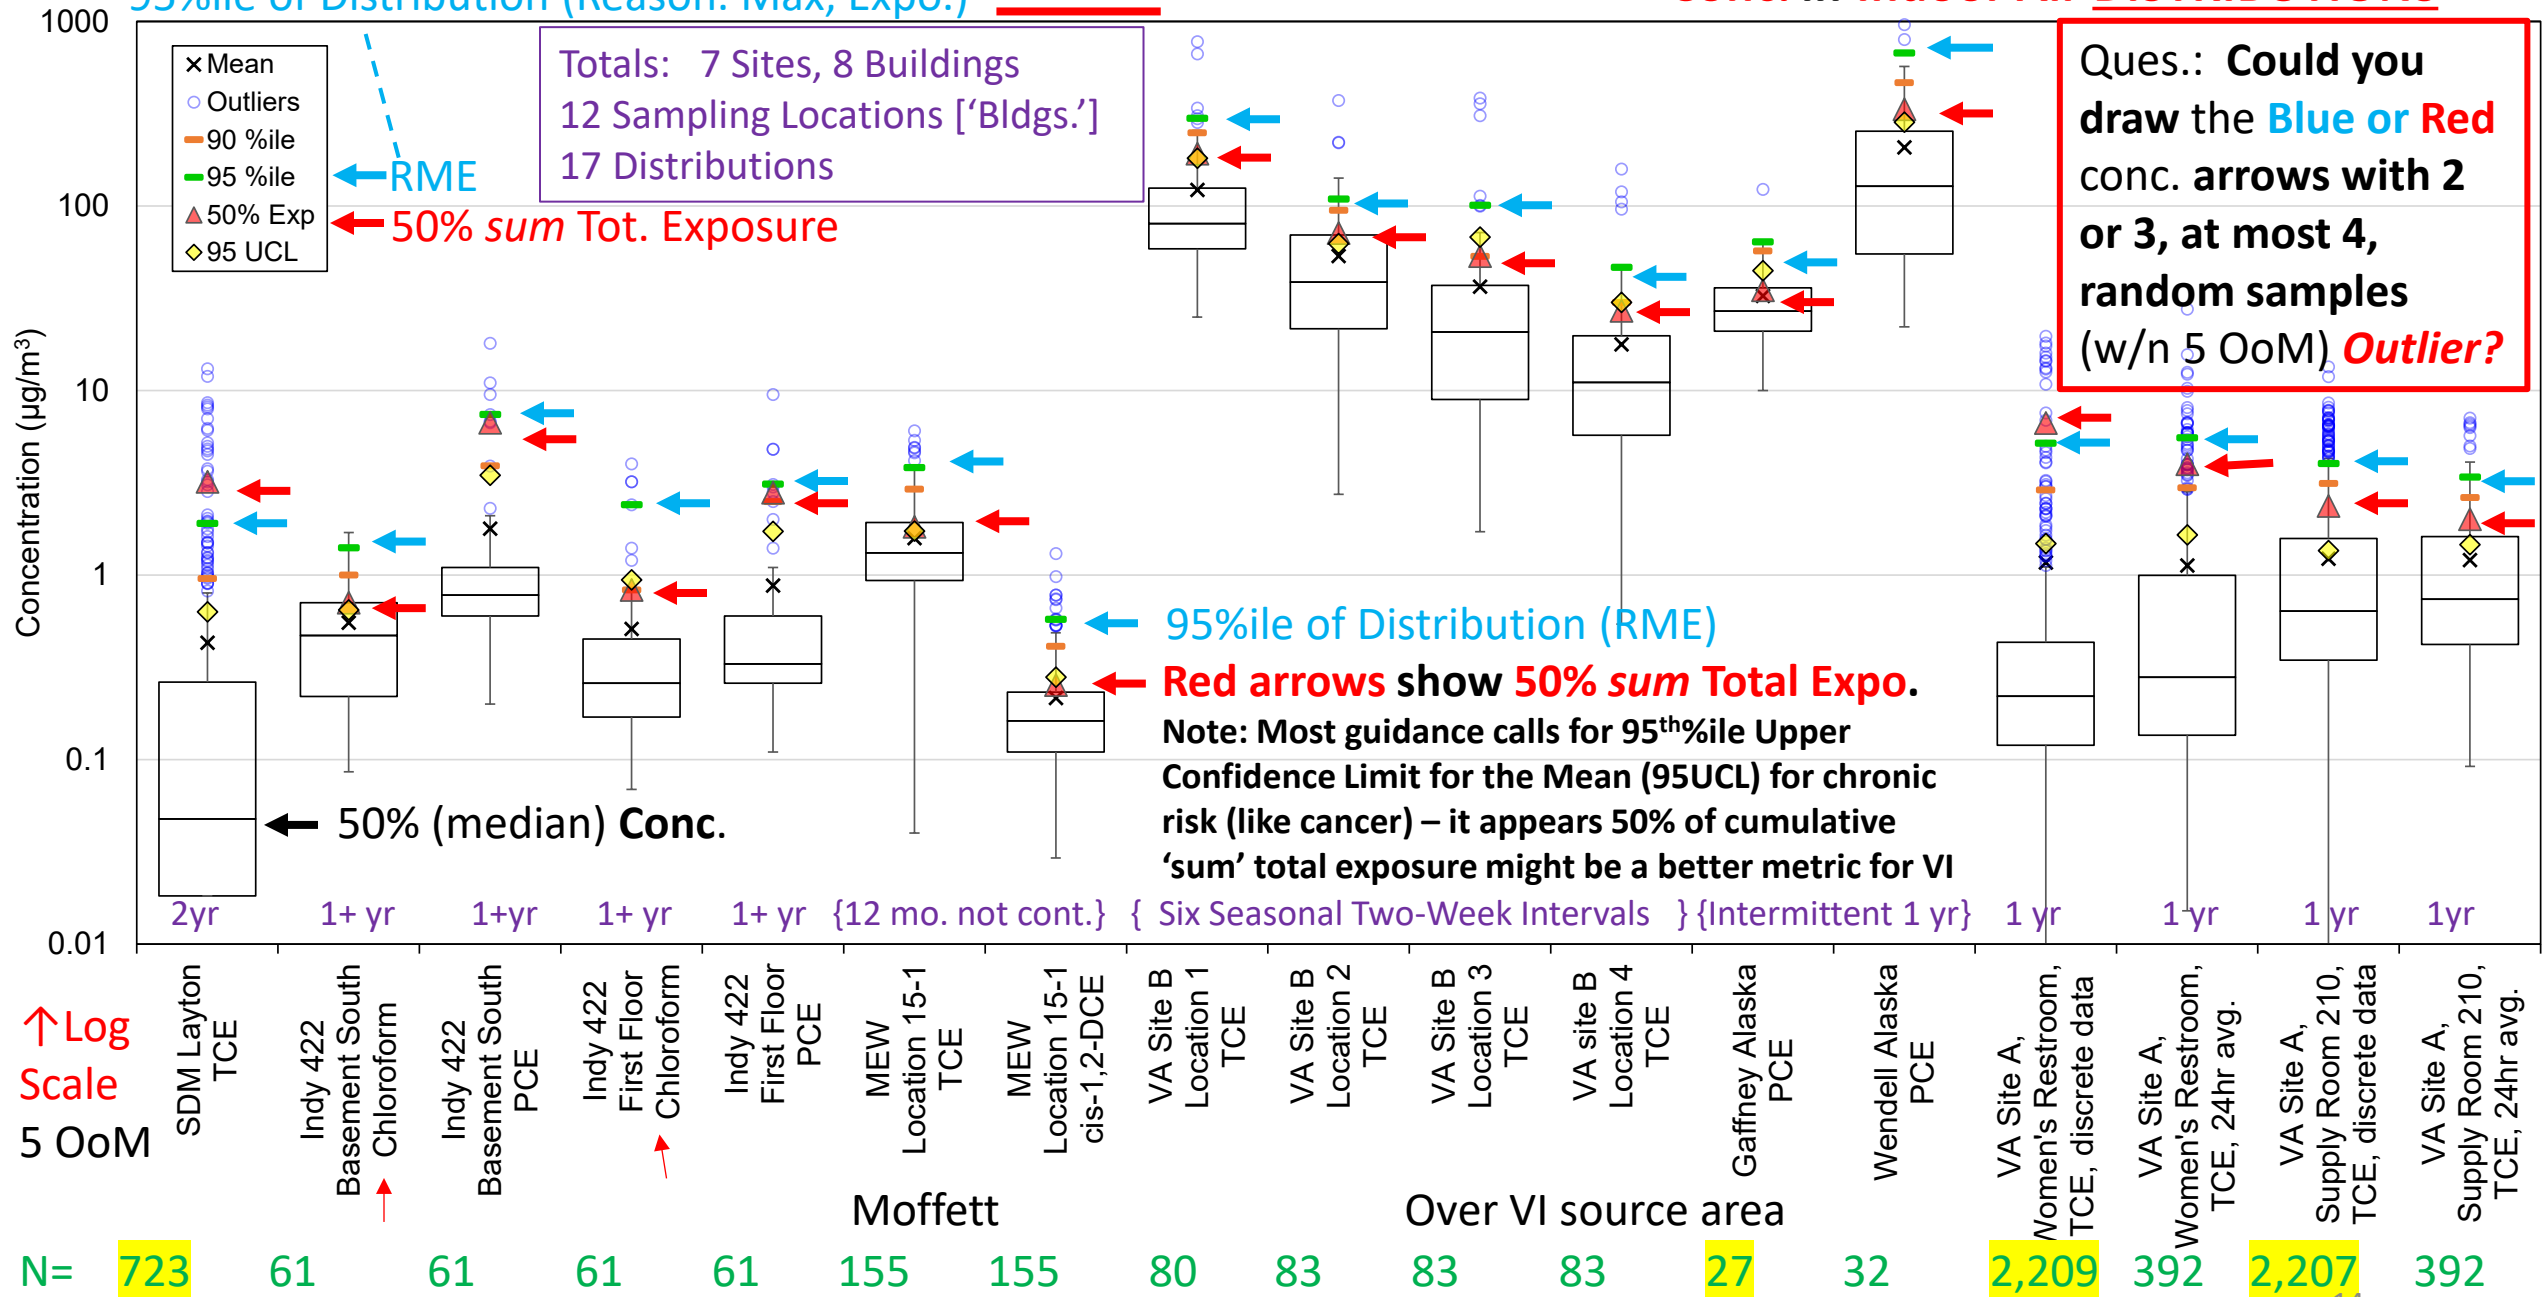 95%ile of Distribution (Reason. Max, Expo.)
Conc. in Indoor Air DISTRIBUTIONS
1000
100
10
1
0.1
0.01
Concentration (µg/m³)
Mean
Outliers
90 %ile
95 %ile
50% Exp
95 UCL
RME
50% sum Tot. Exposure
Totals: 7 Sites, 8 Buildings
12 Sampling Locations ['Bldgs.']
17 Distributions
Ques.: Could you
draw the Blue or Red
conc. arrows with 2
or 3, at most 4,
random samples
(w/n 5 OoM) Outlier?
95%ile of Distribution (RME)
Red arrows show 50% sum Total Expo.
Note: Most guidance calls for 95th%ile Upper
Confidence Limit for the Mean (95UCL) for chronic
risk (like cancer) – it appears 50% of cumulative
'sum' total exposure might be a better metric for VI
50% (median) Conc.
2yr
1+ yr
1+yr
1+ yr
1+ yr
{12 mo. not cont.}
{ Six Seasonal Two-Week Intervals }
{Intermittent 1 yr}
1 yr
1 yr
1 yr
1yr
↑Log
Scale
5 OoM
SDM Layton
TCE
Indy 422
Basement South
Chloroform
Indy 422
Basement South
PCE
Indy 422
First Floor
Chloroform
Indy 422
First Floor
PCE
MEW
Location 15-1
TCE
MEW
Location 15-1
cis-1,2-DCE
VA Site B
Location 1
TCE
VA Site B
Location 2
TCE
VA Site B
Location 3
TCE
VA site B
Location 4
TCE
Gaffney Alaska
PCE
Wendell Alaska
PCE
VA Site A,
Women's Restroom,
TCE, discrete data
VA Site A,
Women's Restroom,
TCE, 24hr avg.
VA Site A,
Supply Room 210,
TCE, discrete data
VA Site A,
Supply Room 210,
TCE, 24hr avg.
Moffett
Over VI source area
N= 723 61 61 61 61 155 155 80 83 83 83 27 32 2,209 392 2,207 392